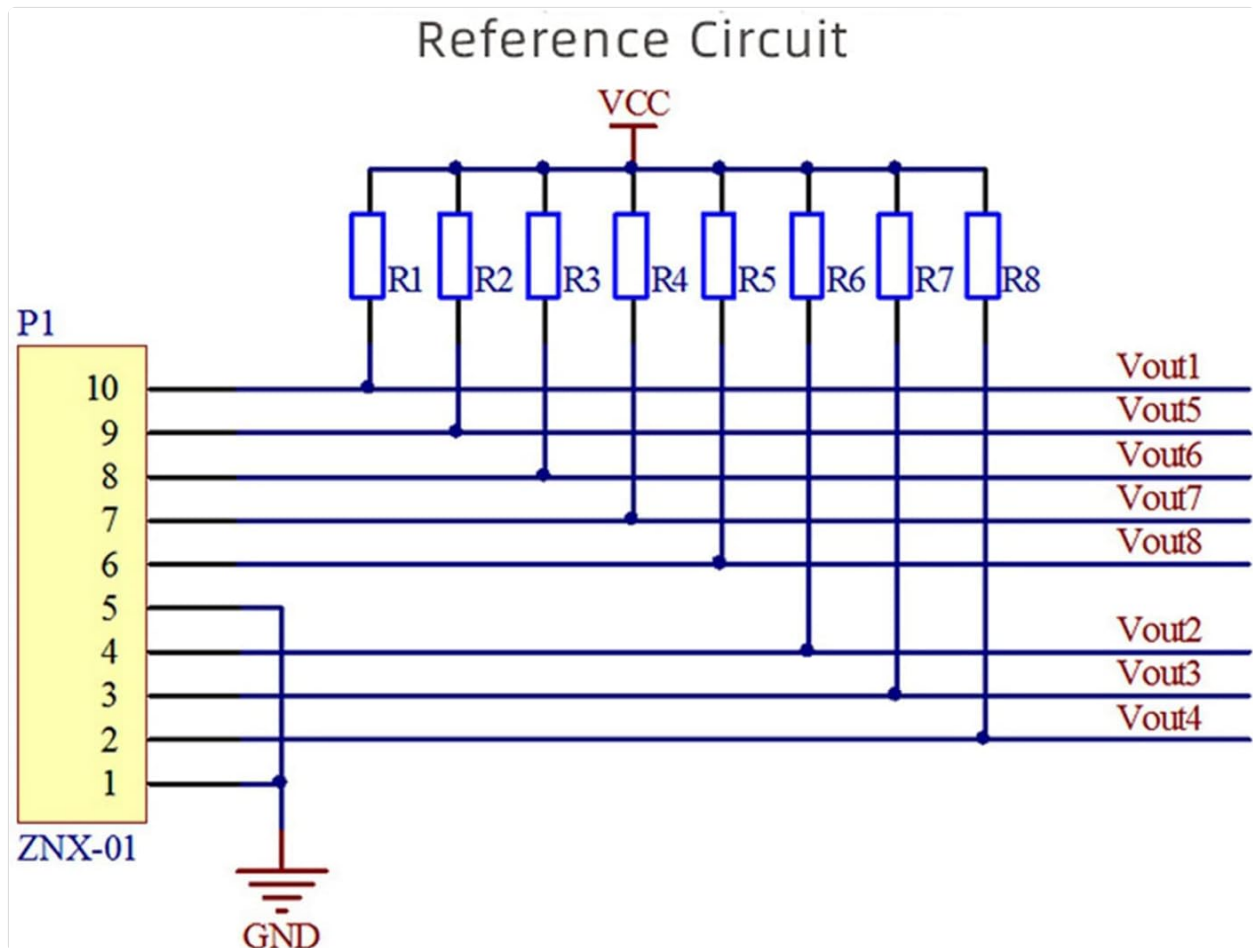 Reference Circuit
VCC
R1 R2 R3 R4 R5 R6 R7 R8
P1
10 Vout1
9 Vout5
8 Vout6
7 Vout7
6 Vout8
5
4 Vout2
3 Vout3
2 Vout4
1
ZNX-01
GND